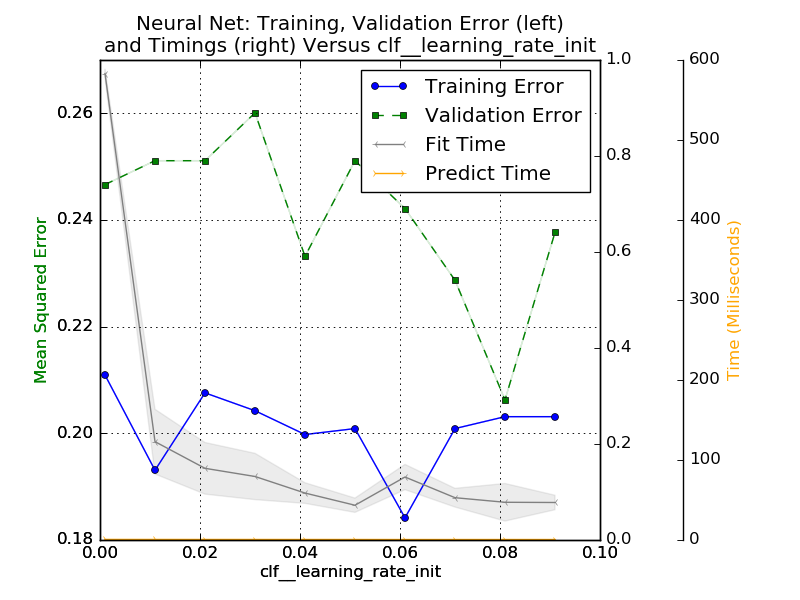 Neural Net: Training, Validation Error (left)
and Timings (right) Versus clf__learning_rate_init
Training Error
Validation Error
Fit Time
Predict Time
Mean Squared Error
0.26
0.24
0.22
0.20
0.18
0.00
0.02
0.04
0.06
0.08
0.10
clf__learning_rate_init
1.0
0.8
0.6
0.4
0.2
0.0
600
500
400
300
200
100
0
Time (Milliseconds)